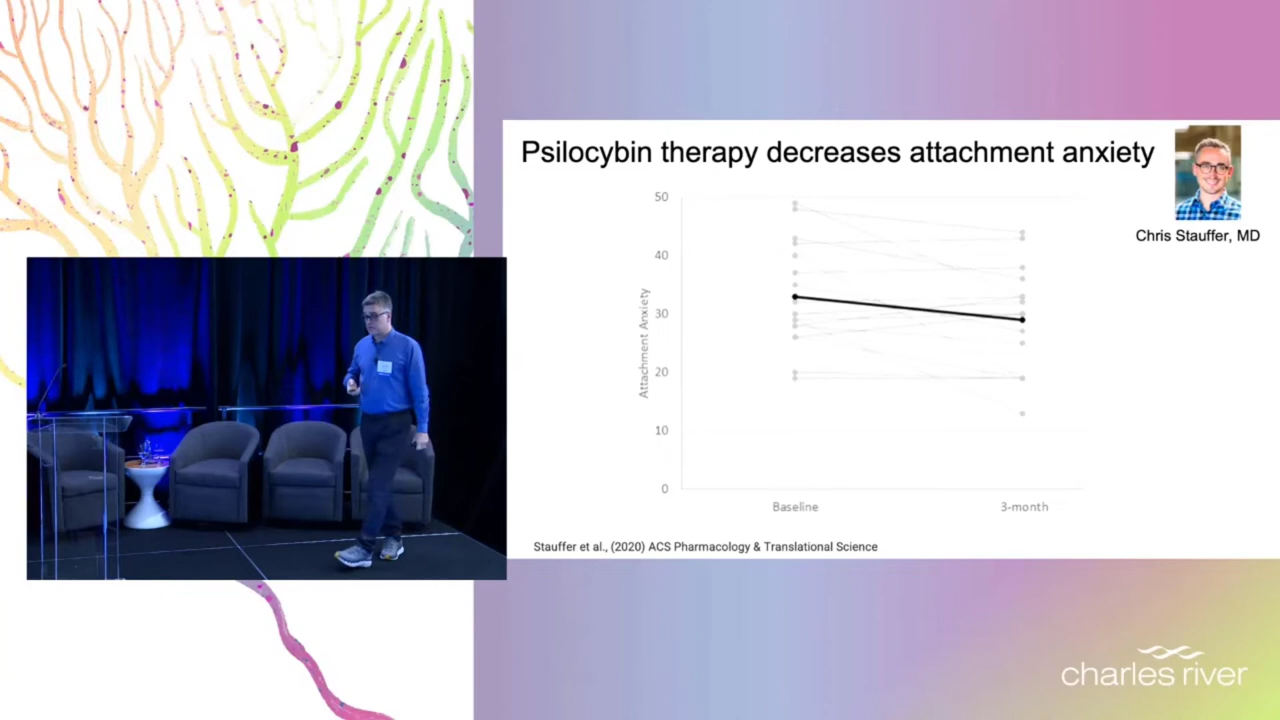 Psilocybin therapy decreases attachment anxiety
Chris Stauffer, MD
50
40
30
20
10
0
Attachment Anxiety
Baseline
3-month
Stauffer et al., (2020) ACS Pharmacology & Translational Science
charles river